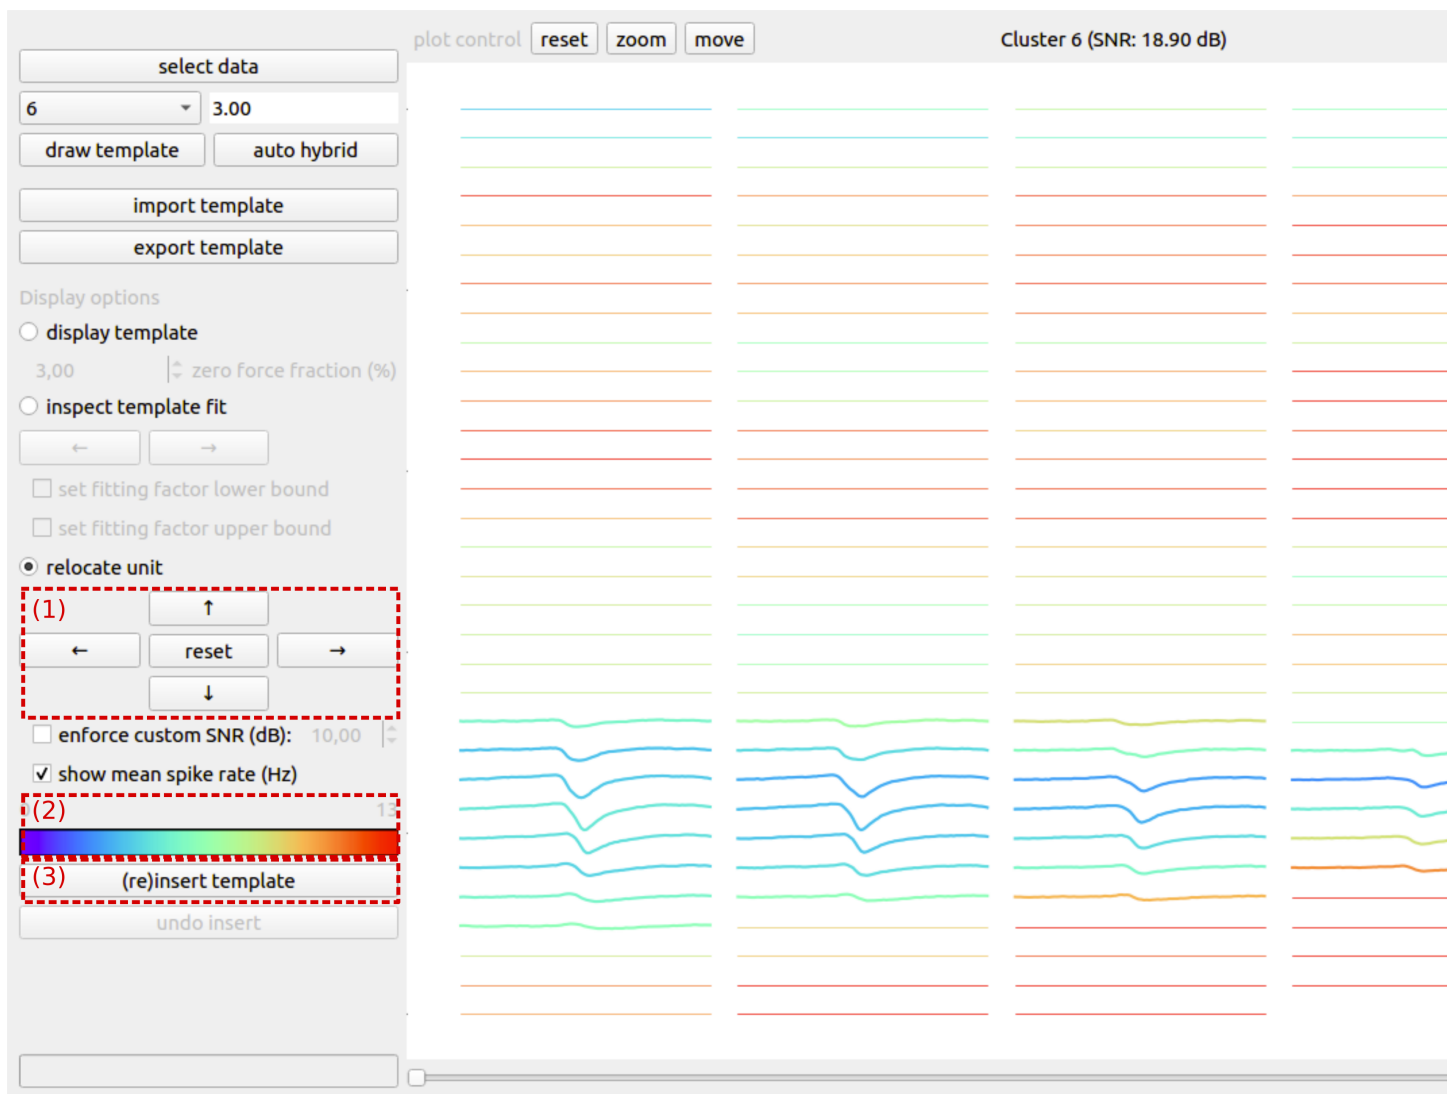 plot control reset zoom move Cluster 6 (SNR: 18.90 dB)
select data
6 3.00
draw template auto hybrid
import template
export template
Display options
display template
3,00 zero force fraction (%)
inspect template fit
← →
set fitting factor lower bound
set fitting factor upper bound
relocate unit
(1) ↑
← reset →
↓
enforce custom SNR (dB): 10,00
show mean spike rate (Hz)
(2) 13
(3) (re)insert template
undo insert